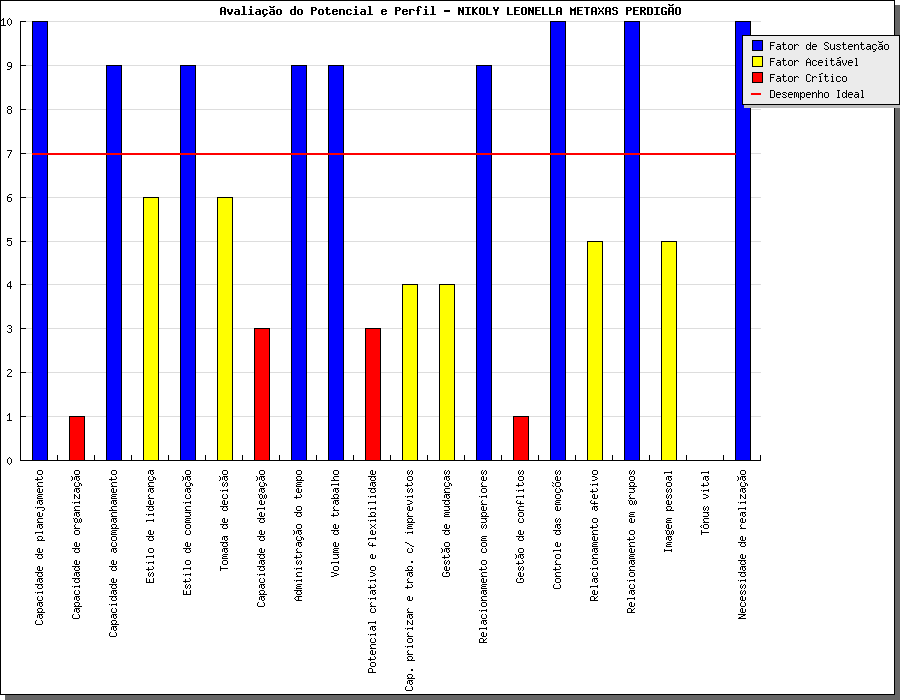 Avaliação do Potencial e Perfil - NIKOLY LEONELLA METAXAS PERDIGÃO
Fator de Sustentação
Fator Aceitável
Fator Crítico
Desempenho Ideal
10
9
8
7
6
5
4
3
2
1
0
Capacidade de planejamento
Capacidade de organização
Capacidade de acompanhamento
Estilo de liderança
Estilo de comunicação
Tomada de decisão
Capacidade de delegação
Administração do tempo
Volume de trabalho
Potencial criativo e flexibilidade
Cap. priorizar e trab. c/ imprevistos
Gestão de mudanças
Relacionamento com superiores
Gestão de conflitos
Controle das emoções
Relacionamento afetivo
Relacionamento em grupos
Imagem pessoal
Tônus vital
Necessidade de realização